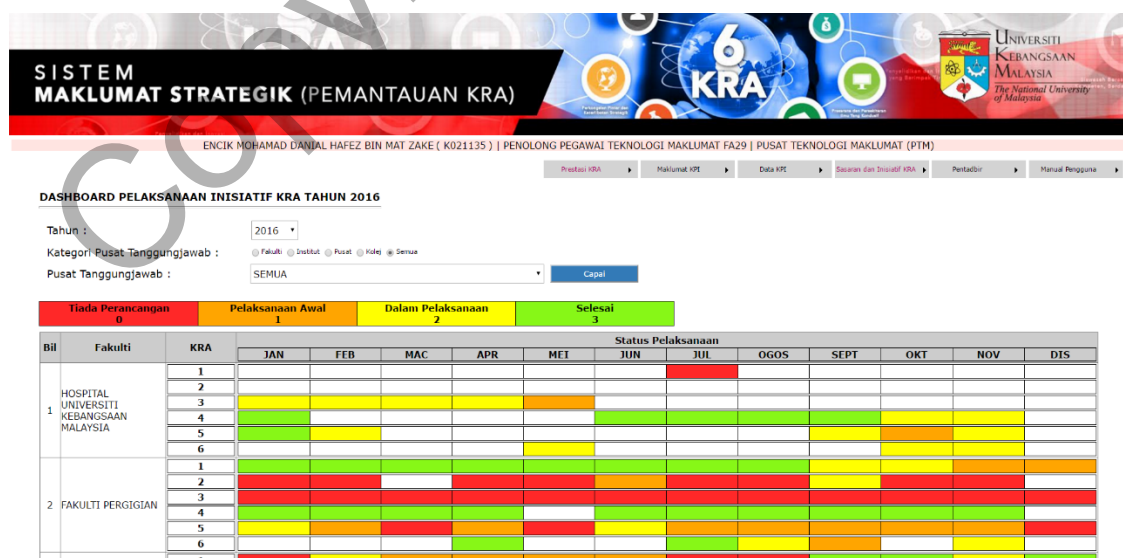 Copy
KRA
6
KRA
UNIVERSITI
KEBANGSAAN
MALAYSIA
The National University
of Malaysia
SISTEM
MAKLUMAT STRATEGIK (PEMANTAUAN KRA)
ENCIK MOHAMAD DANIAL HAFEZ BIN MAT ZAKE ( K021135 ) | PENOLONG PEGAWAI TEKNOLOGI MAKLUMAT FA29 | PUSAT TEKNOLOGI MAKLUMAT (PTM)
Prestasi KRA Maklumat KPI Data KPI Sasaran dan Inisiatif KRA Pentadbir Manual Pengguna
DASHBOARD PELAKSANAAN INISIATIF KRA TAHUN 2016
Tahun : 2016
Kategori Pusat Tanggungjawab : Fakulti Institut Pusat Kolej Semua
Pusat Tanggungjawab : SEMUA Capai
Tiada Perancangan Pelaksanaan Awal Dalam Pelaksanaan Selesai
0 1 2 3
Bil Fakulti KRA Status Pelaksanaan
JAN FEB MAC APR MEI JUN JUL OGOS SEPT OKT NOV DIS
1 HOSPITAL UNIVERSITI KEBANGSAAN MALAYSIA
1
2
3
4
5
6
2 FAKULTI PERGIGIAN
1
2
3
4
5
6